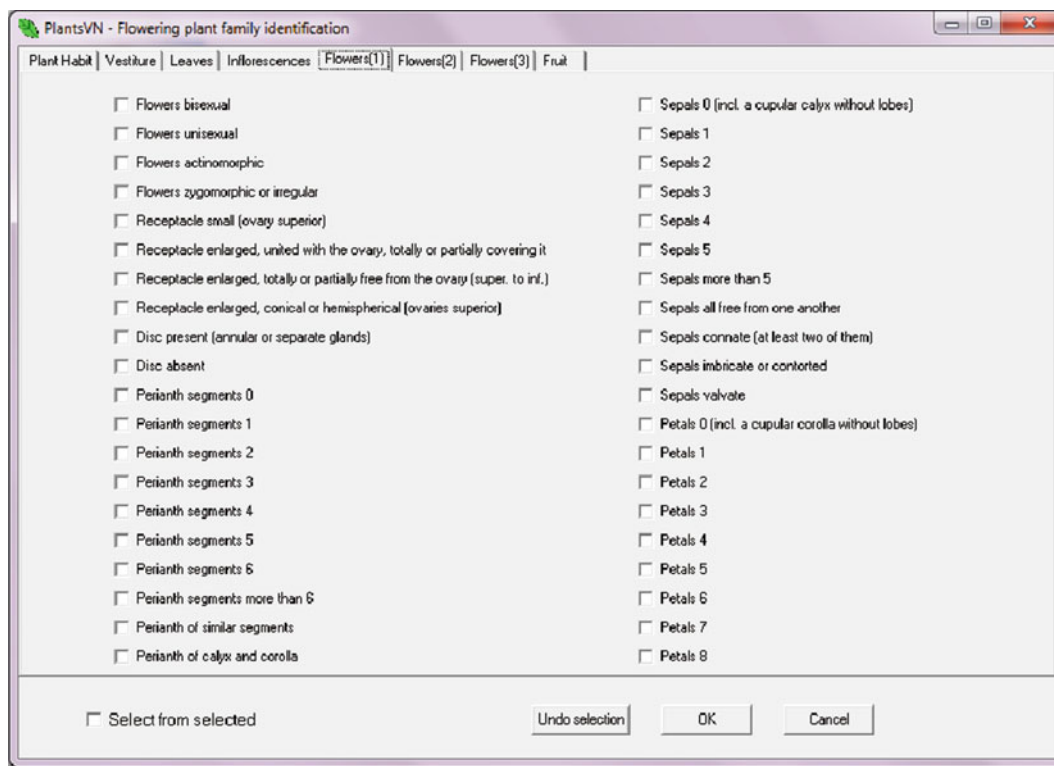 PlantsVN - Flowering plant family identification
Plant Habit Vestiture Leaves Inflorescences Flowers(1) Flowers(2) Flowers(3) Fruit
Flowers bisexual
Flowers unisexual
Flowers actinomorphic
Flowers zygomorphic or irregular
Receptacle small (ovary superior)
Receptacle enlarged, united with the ovary, totally or partially covering it
Receptacle enlarged, totally or partially free from the ovary (super. to inf.)
Receptacle enlarged, conical or hemispherical (ovaries superior)
Disc present (annular or separate glands)
Disc absent
Perianth segments 0
Perianth segments 1
Perianth segments 2
Perianth segments 3
Perianth segments 4
Perianth segments 5
Perianth segments 6
Perianth segments more than 6
Perianth of similar segments
Perianth of calyx and corolla
Sepals 0 (incl. a cupular calyx without lobes)
Sepals 1
Sepals 2
Sepals 3
Sepals 4
Sepals 5
Sepals more than 5
Sepals all free from one another
Sepals connate (at least two of them)
Sepals imbricate or contorted
Sepals valvate
Petals 0 (incl. a cupular corolla without lobes)
Petals 1
Petals 2
Petals 3
Petals 4
Petals 5
Petals 6
Petals 7
Petals 8
Select from selected
Undo selection
OK
Cancel